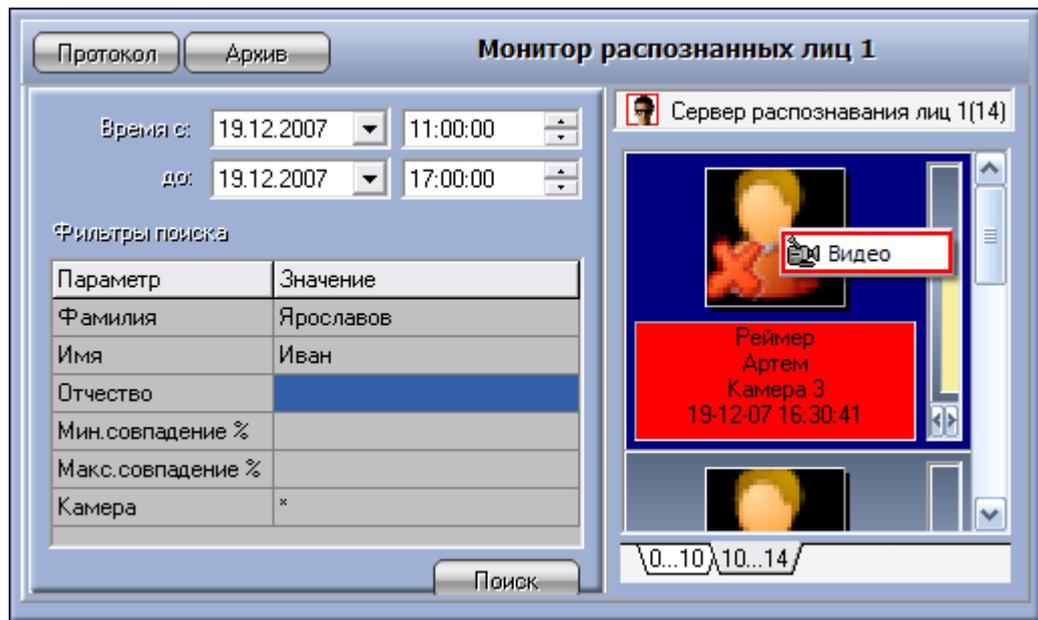 Протокол Архив Монитор распознанных лиц 1
Время с: 19.12.2007 11:00:00
до: 19.12.2007 17:00:00
Фильтры поиска
Параметр Значение
Фамилия Ярославов
Имя Иван
Отчество
Мин.совпадение %
Макс.совпадение %
Камера *
Поиск
Сервер распознавания лиц 1(14)
Видео
Реймер
Артем
Камера 3
19-12-07 16:30:41
0...10 10...14